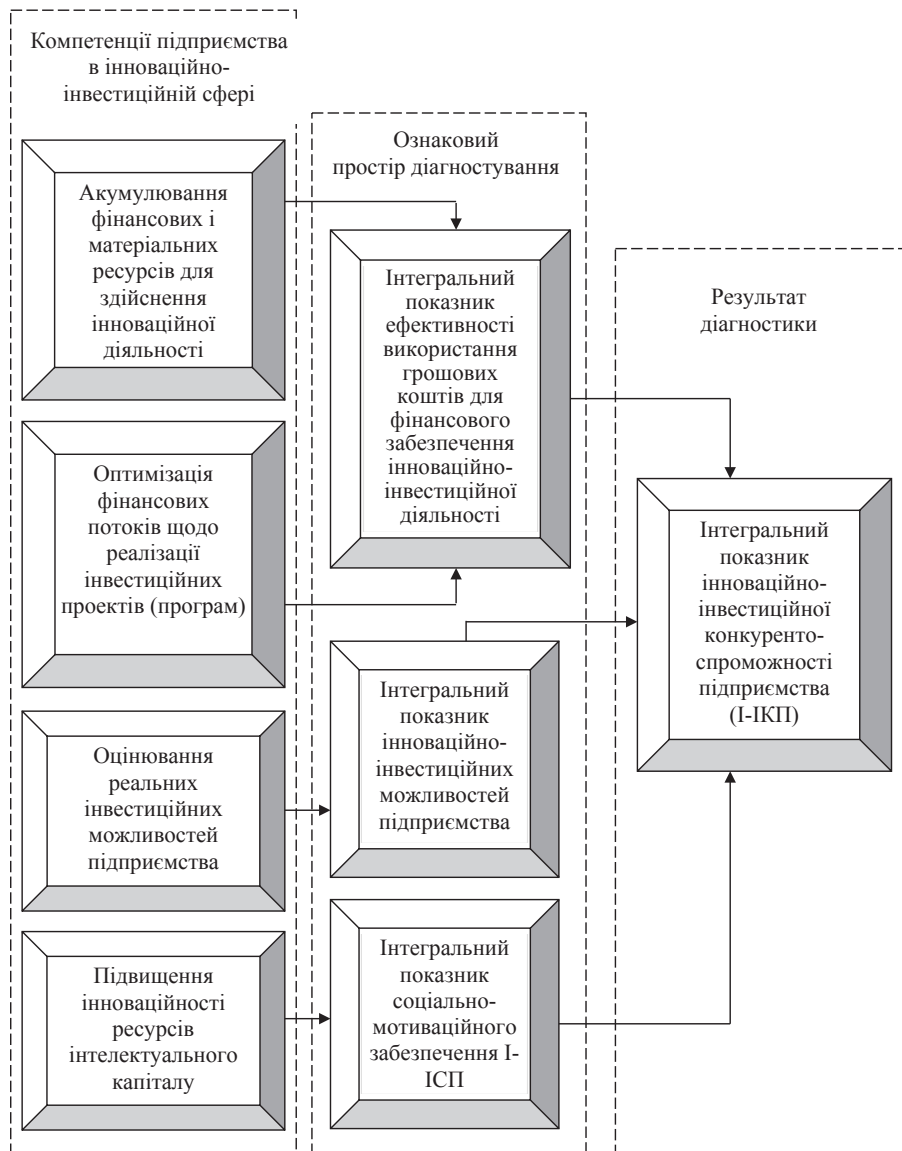 Компетенції підприємства
в інноваційно-
інвестиційній сфері
Акумулювання
фінансових і
матеріальних
ресурсів для
здійснення
інноваційної
діяльності
Оптимізація
фінансових
потоків щодо
реалізації
інвестиційних
проектів (програм)
Оцінювання
реальних
інвестиційних
можливостей
підприємства
Підвищення
інноваційності
ресурсів
інтелектуального
капіталу
Ознаковий
простір діагностування
Інтегральний
показник
ефективності
використання
грошових
коштів для
фінансового
забезпечення
інноваційно-
інвестиційної
діяльності
Інтегральний
показник
інноваційно-
інвестиційних
можливостей
підприємства
Інтегральний
показник
соціально-
мотиваційного
забезпечення І-
ІСП
Результат
діагностики
Інтегральний
показник
інноваційно-
інвестиційної
конкуренто-
спроможності
підприємства
(І-ІКП)